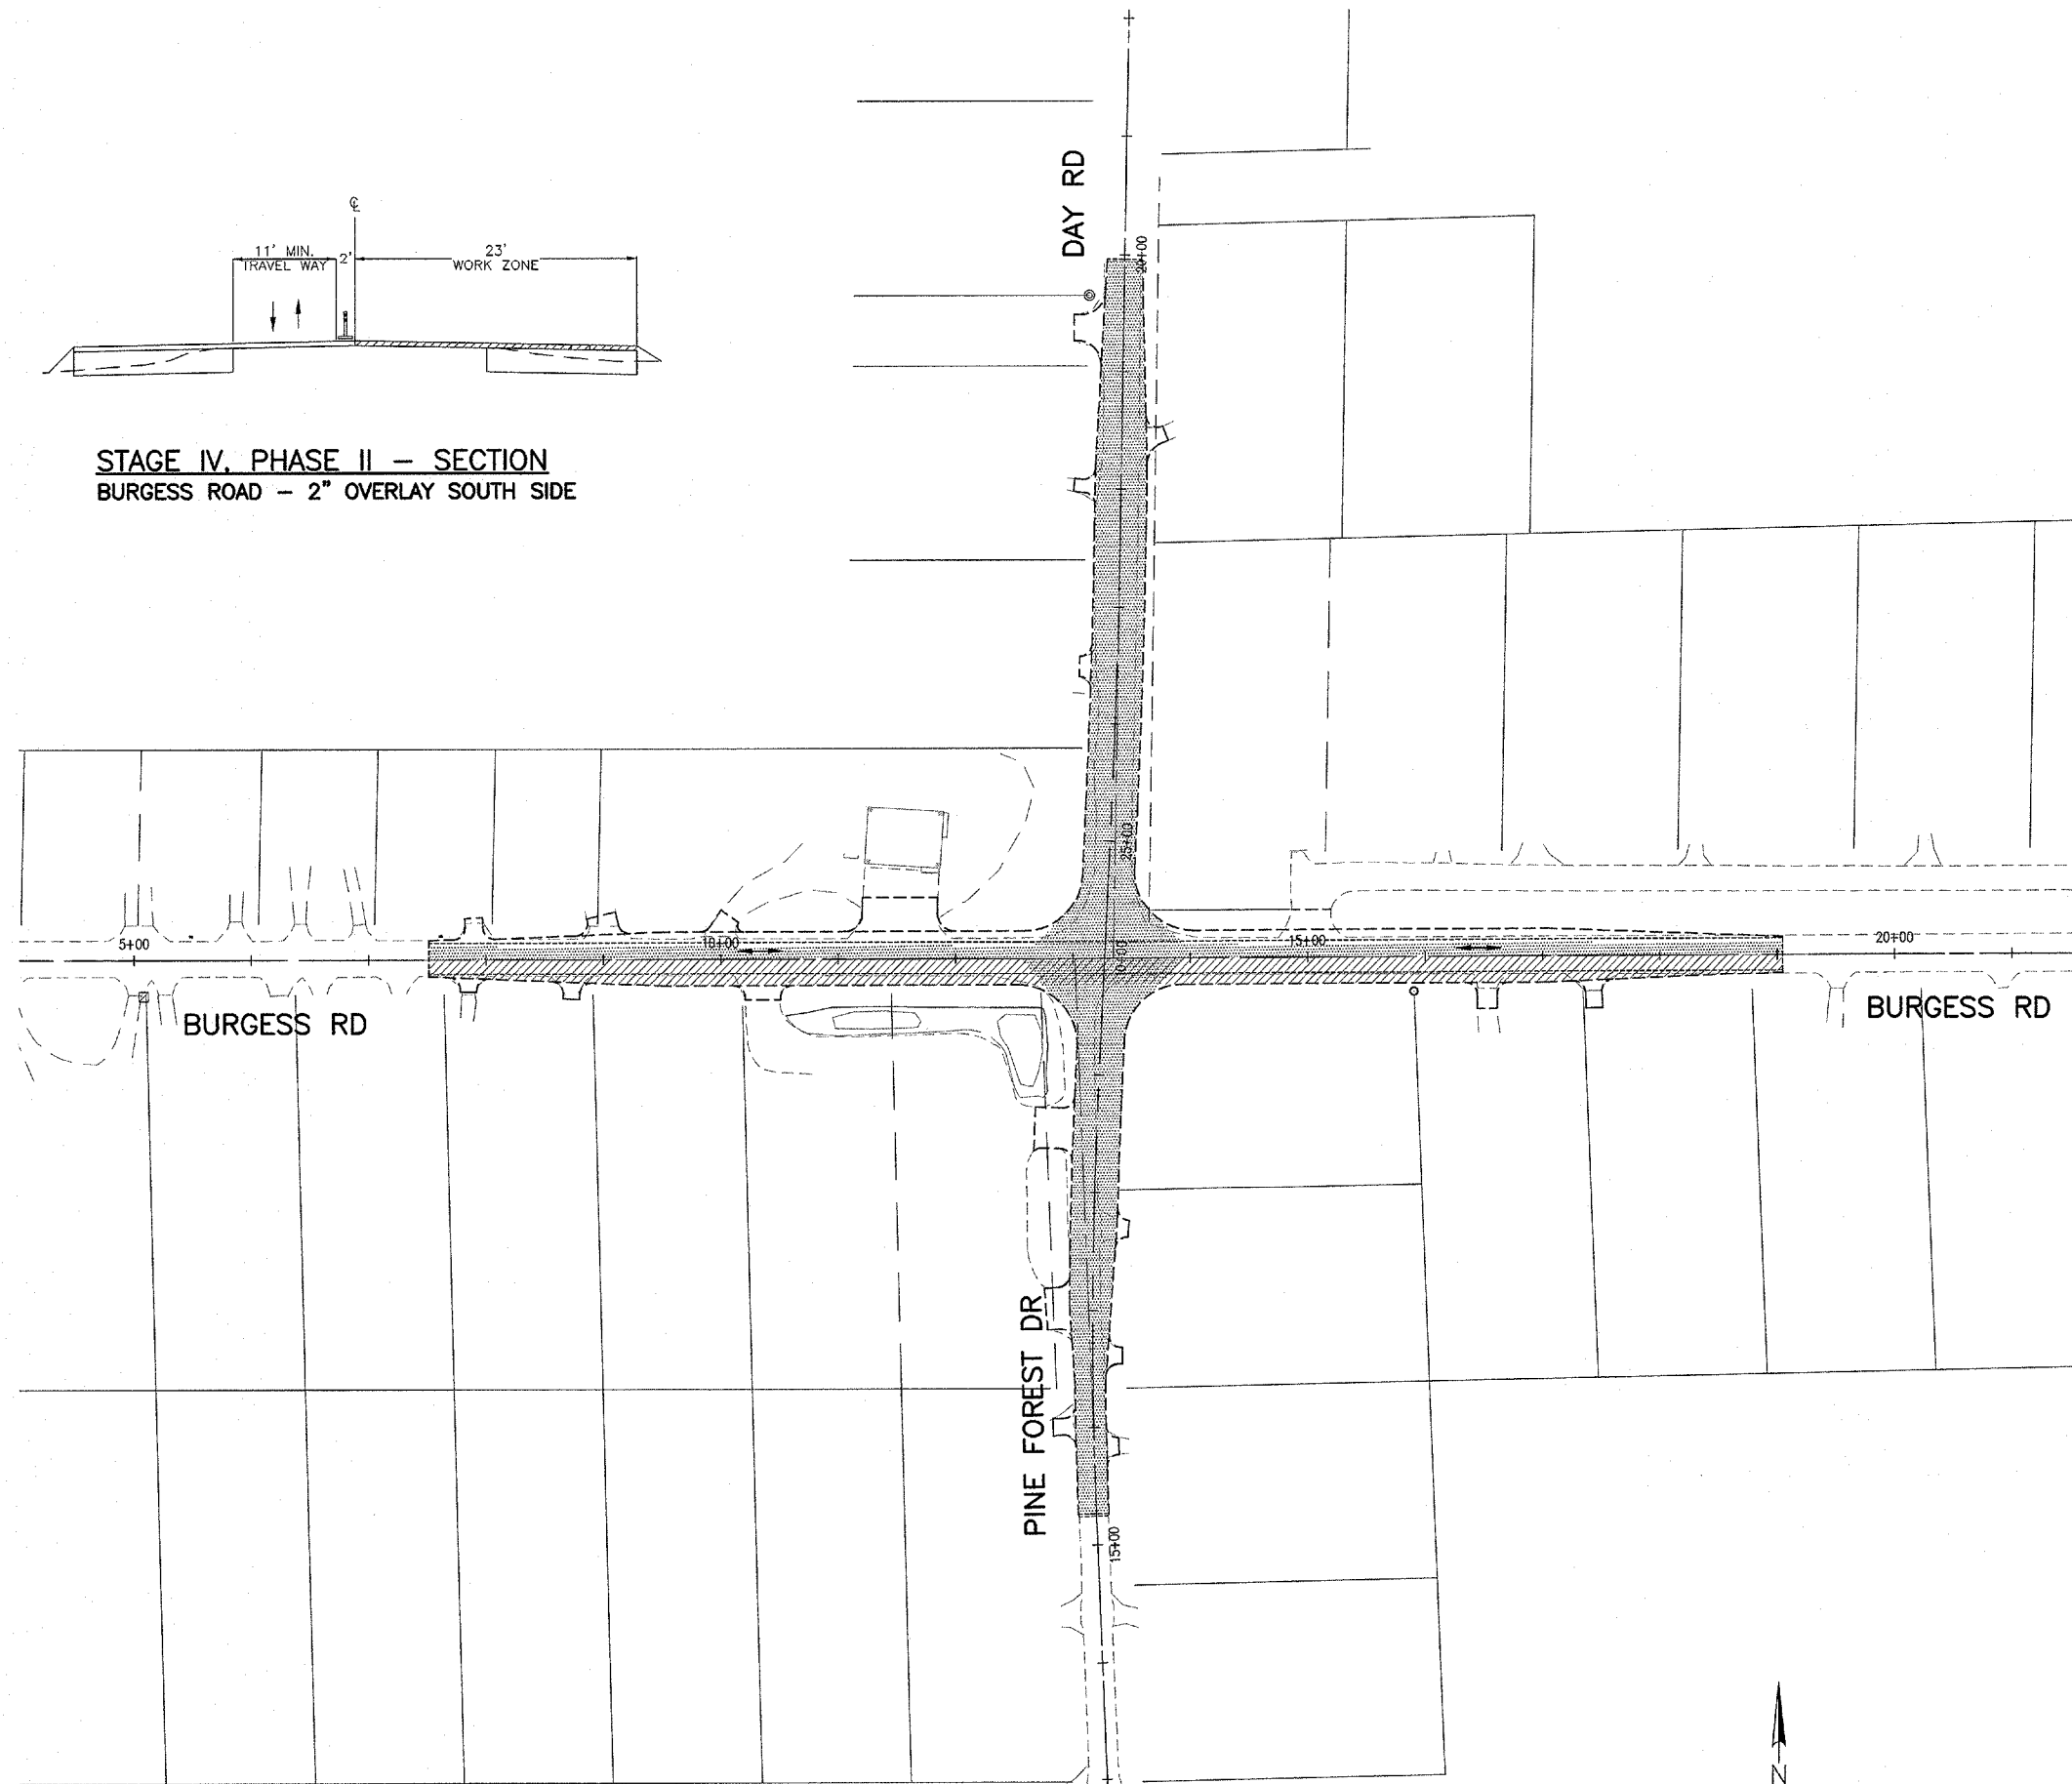 DAY RD
20+00
℄
11' MIN.
TRAVEL WAY
2'
23'
WORK ZONE
STAGE IV, PHASE II – SECTION
BURGESS ROAD – 2" OVERLAY SOUTH SIDE
25+00
5+00
10+00
10+00
15+00
20+00
BURGESS RD
BURGESS RD
PINE FOREST DR
15+00
N